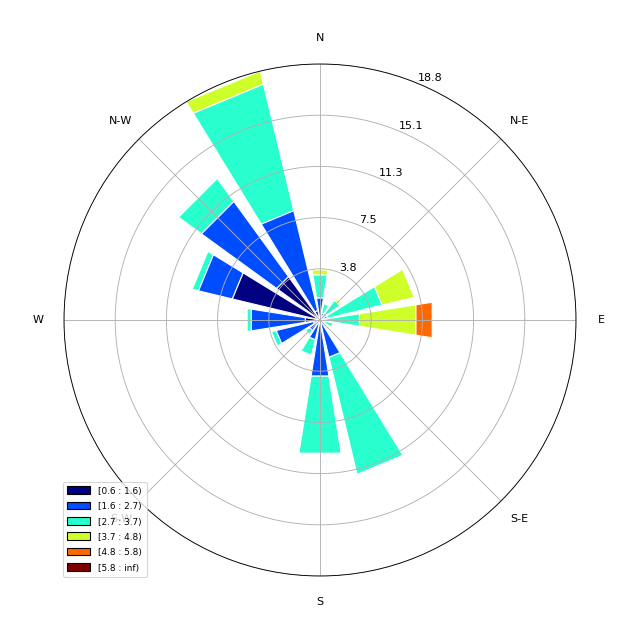 N
18.8
N-W
N-E
15.1
11.3
7.5
3.8
W
E
[0.6 : 1.6)
[1.6 : 2.7)
[2.7 : 3.7)
[3.7 : 4.8)
[4.8 : 5.8)
[5.8 : inf)
S-W
S-E
S